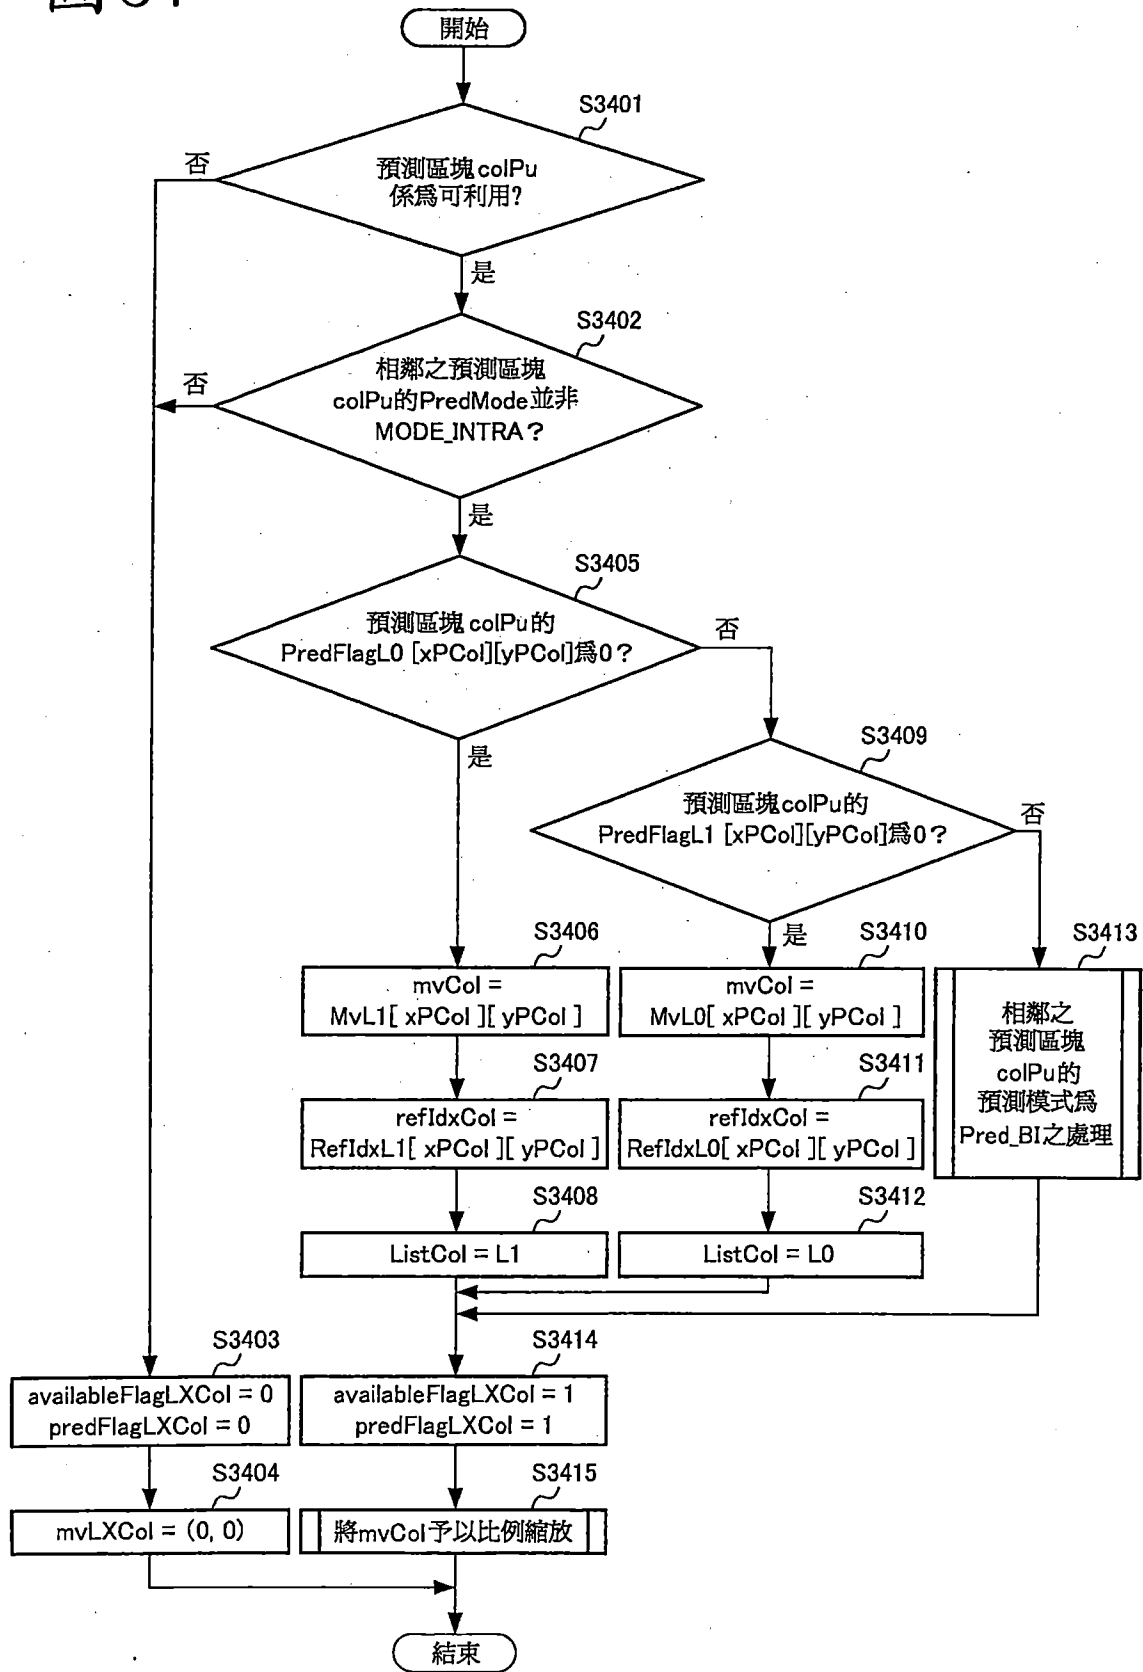 開始
S3401
預測區塊colPu
係爲可利用?
否
是
S3402
相鄰之預測區塊
colPu的PredMode並非
MODE_INTRA？
否
是
S3405
預測區塊colPu的
PredFlagL0 [xPCol][yPCol]爲0？
否
是
S3409
預測區塊colPu的
PredFlagL1 [xPCol][yPCol]爲0？
否
是
S3406
mvCol =
MvL1[ xPCol ][ yPCol ]
S3410
mvCol =
MvL0[ xPCol ][ yPCol ]
S3413
相鄰之
預測區塊
colPu的
預測模式爲
Pred_BI之處理
S3407
refIdxCol =
RefIdxL1[ xPCol ][ yPCol ]
S3411
refIdxCol =
RefIdxL0[ xPCol ][ yPCol ]
S3408
ListCol = L1
S3412
ListCol = L0
S3403
availableFlagLXCol = 0
predFlagLXCol = 0
S3414
availableFlagLXCol = 1
predFlagLXCol = 1
S3404
mvLXCol = (0, 0)
S3415
將mvCol予以比例縮放
結束